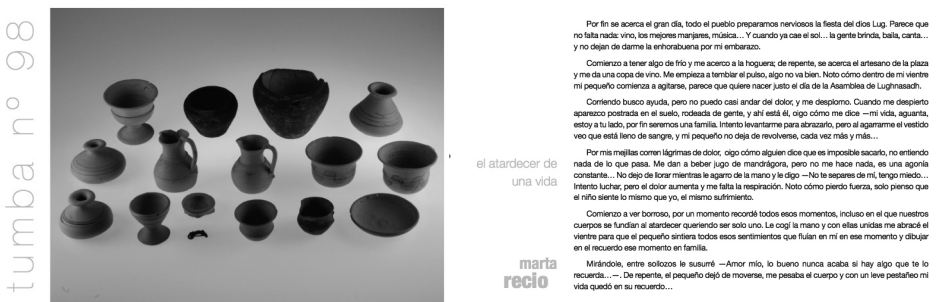 tumba nº 98
el atardecer de
una vida
marta
recio
Por fin se acerca el gran día, todo el pueblo preparamos nerviosos la fiesta del dios Lug. Parece que
no falta nada: vino, los mejores manjares, música... Y cuando ya cae el sol... la gente brinda, baila, canta...
y no dejan de darme la enhorabuena por mi embarazo.
Comienzo a tener algo de frío y me acerco a la hoguera; de repente, se acerca el artesano de la plaza
y me da una copa de vino. Me empieza a temblar el pulso, algo no va bien. Noto cómo dentro de mi vientre
mi pequeño comienza a agitarse, parece que quiere nacer justo el día de la Asamblea de Lughnasadh.
Corriendo busco ayuda, pero no puedo casi andar del dolor, y me desplomo. Cuando me despierto
aparezco postrada en el suelo, rodeada de gente, y ahí está él, oigo cómo me dice —mi vida, aguanta,
estoy a tu lado, por fin seremos una familia. Intento levantarme para abrazarlo, pero al agarrarme el vestido
veo que está lleno de sangre, y mi pequeño no deja de revolverse, cada vez más y más...
Por mis mejillas corren lágrimas de dolor, oigo cómo alguien dice que es imposible sacarlo, no entiendo
nada de lo que pasa. Me dan a beber jugo de mandrágora, pero no me hace nada, es una agonía
constante... No dejo de llorar mientras le agarro de la mano y le digo —No te separes de mí, tengo miedo...
Intento luchar, pero el dolor aumenta y me falta la respiración. Noto cómo pierdo fuerza, solo pienso que
el niño siente lo mismo que yo, el mismo sufrimiento.
Comienzo a ver borroso, por un momento recordé todos esos momentos, incluso en el que nuestros
cuerpos se fundían al atardecer queriendo ser solo uno. Le cogí la mano y con ellas unidas me abracé el
vientre para que el pequeño sintiera todos esos sentimientos que fluían en mí en ese momento y dibujar
en el recuerdo ese momento en familia.
Mirándole, entre sollozos le susurré —Amor mío, lo bueno nunca acaba si hay algo que te lo
recuerda...—. De repente, el pequeño dejó de moverse, me pesaba el cuerpo y con un leve pestañeo mi
vida quedó en su recuerdo...